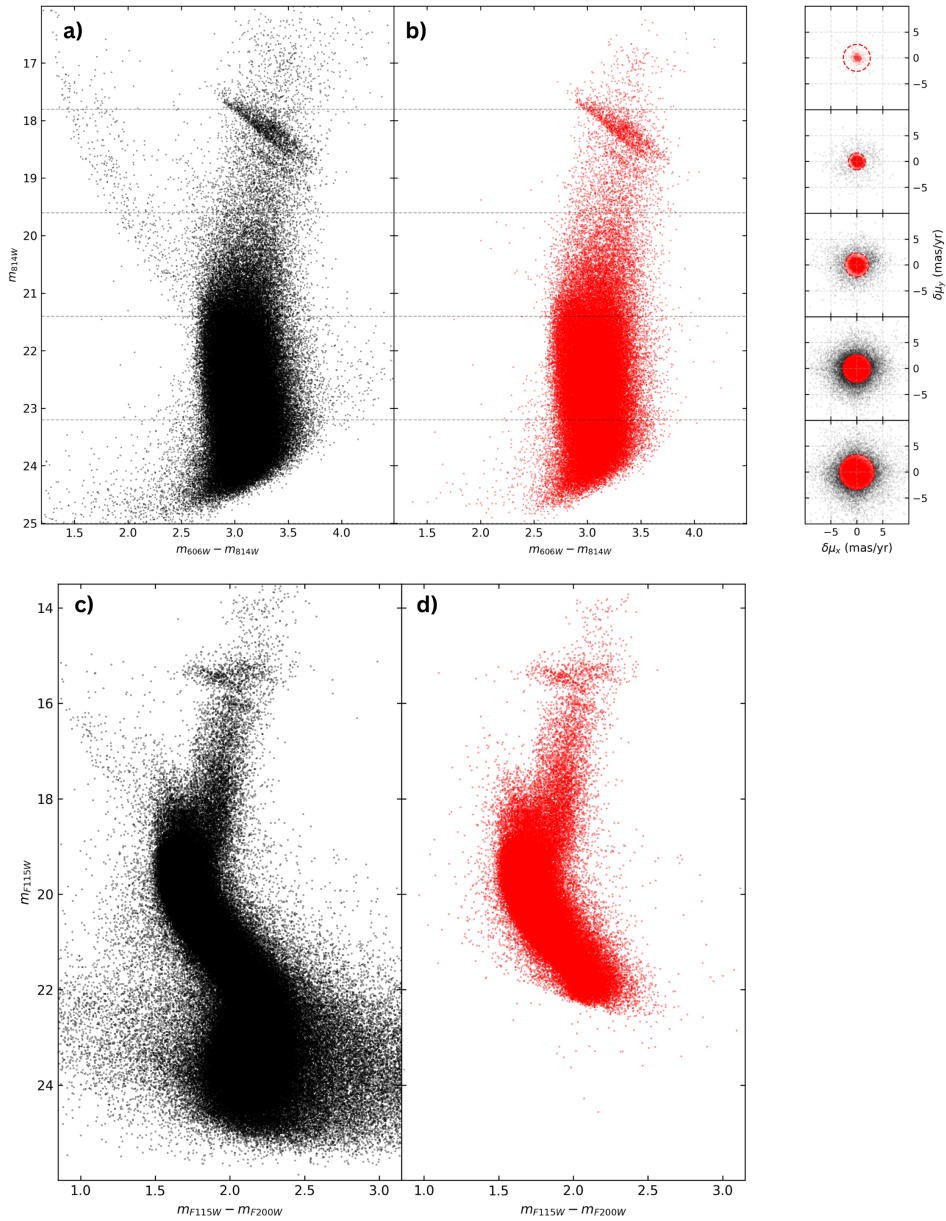 a)
b)
17
18
19
20
21
22
23
24
25
m814W
1.5 2.0 2.5 3.0 3.5 4.0
1.5 2.0 2.5 3.0 3.5 4.0
m606W − m814W
m606W − m814W
5
0
−5
5
0
−5
5
0
−5
5
0
−5
5
0
−5
δμy (mas/yr)
−5 0 5
δμx (mas/yr)
c)
d)
14
16
18
20
22
24
mF115W
1.0 1.5 2.0 2.5 3.0
1.0 1.5 2.0 2.5 3.0
mF115W − mF200W
mF115W − mF200W